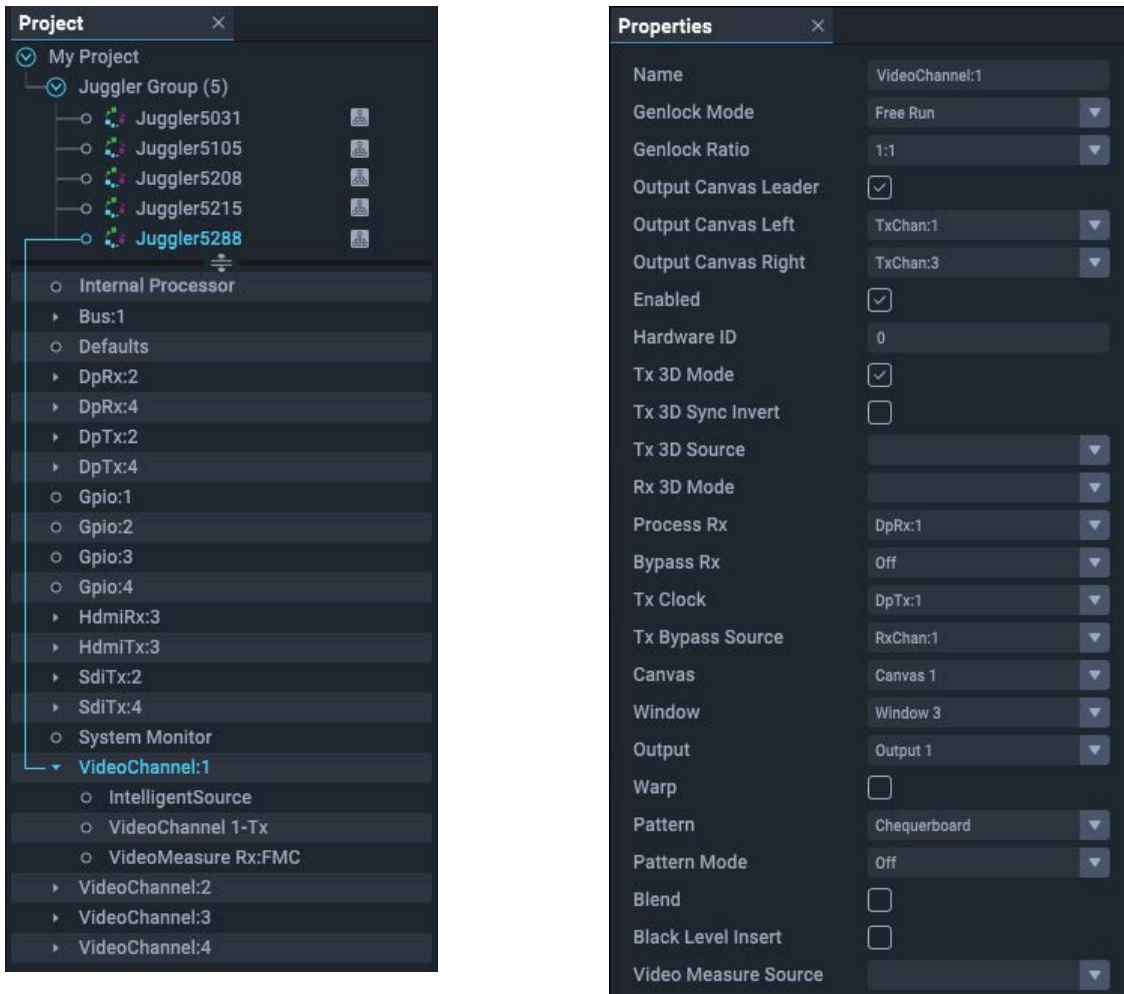 Project
My Project
Juggler Group (5)
Juggler5031
Juggler5105
Juggler5208
Juggler5215
Juggler5288
Internal Processor
Bus:1
Defaults
DpRx:2
DpRx:4
DpTx:2
DpTx:4
Gpio:1
Gpio:2
Gpio:3
Gpio:4
HdmiRx:3
HdmiTx:3
SdiTx:2
SdiTx:4
System Monitor
VideoChannel:1
IntelligentSource
VideoChannel 1-Tx
VideoMeasure Rx:FMC
VideoChannel:2
VideoChannel:3
VideoChannel:4
Properties
Name VideoChannel:1
Genlock Mode Free Run
Genlock Ratio 1:1
Output Canvas Leader
Output Canvas Left TxChan:1
Output Canvas Right TxChan:3
Enabled
Hardware ID 0
Tx 3D Mode
Tx 3D Sync Invert
Tx 3D Source
Rx 3D Mode
Process Rx DpRx:1
Bypass Rx Off
Tx Clock DpTx:1
Tx Bypass Source RxChan:1
Canvas Canvas 1
Window Window 3
Output Output 1
Warp
Pattern Chequerboard
Pattern Mode Off
Blend
Black Level Insert
Video Measure Source